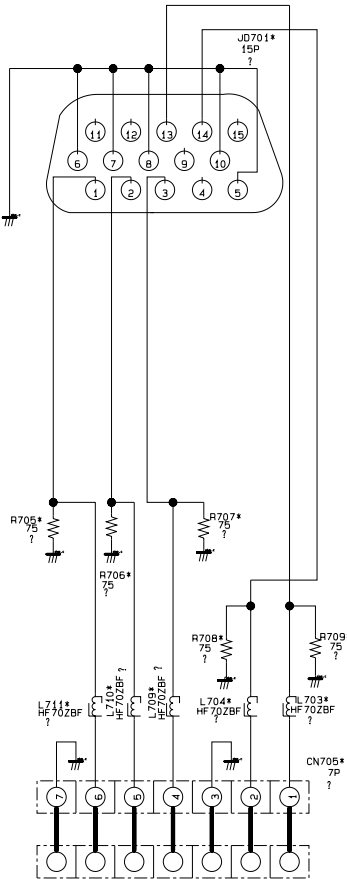 JD701*
15P
?
11
12
13
14
15
6
7
8
9
10
1
2
3
4
5
R705*
75
?
R706*
75
?
R707*
75
?
R708*
75
?
R709
75
?
L711*
HF70ZBF
?
L710*
HF70ZBF ?
L709*
HF70ZBF ?
L704*
HF70ZBF
?
L703*
HF70ZBF
?
CN705*
7P
?
7
6
5
4
3
2
1